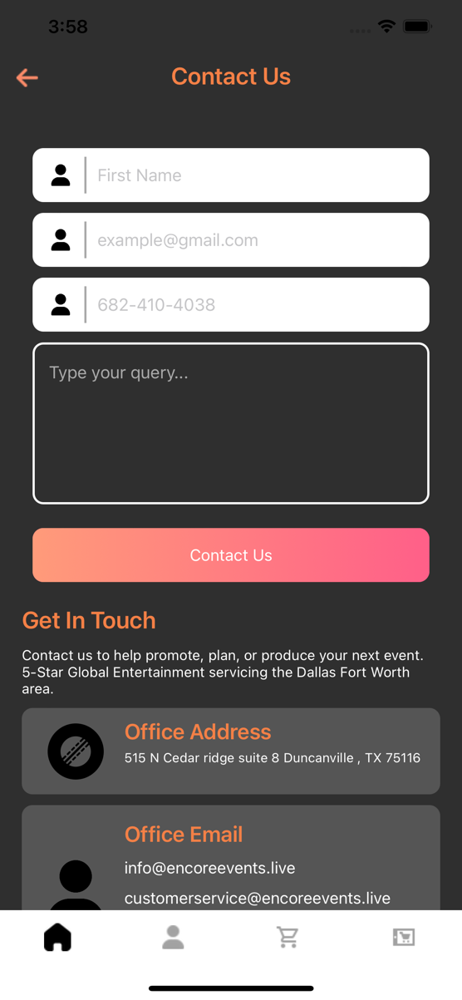 3:58
Contact Us
First Name
example@gmail.com
682-410-4038
Type your query...
Contact Us
Get In Touch
Contact us to help promote, plan, or produce your next event.
5-Star Global Entertainment servicing the Dallas Fort Worth
area.
Office Address
515 N Cedar ridge suite 8 Duncanville , TX 75116
Office Email
info@encoreevents.live
customerservice@encoreevents.live